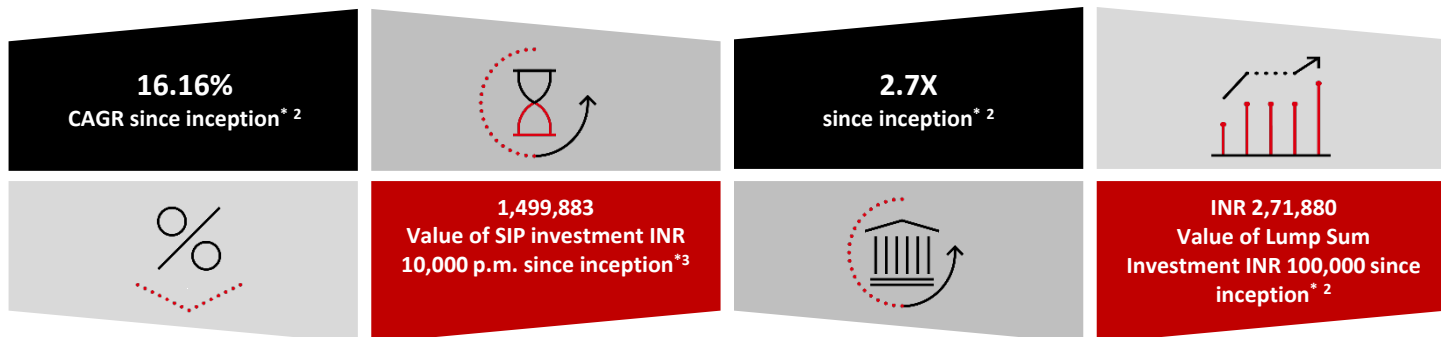 16.16%
CAGR since inception* 2
2.7X
since inception* 2
1,499,883
Value of SIP investment INR
10,000 p.m. since inception*3
INR 2,71,880
Value of Lump Sum
Investment INR 100,000 since
inception* 2